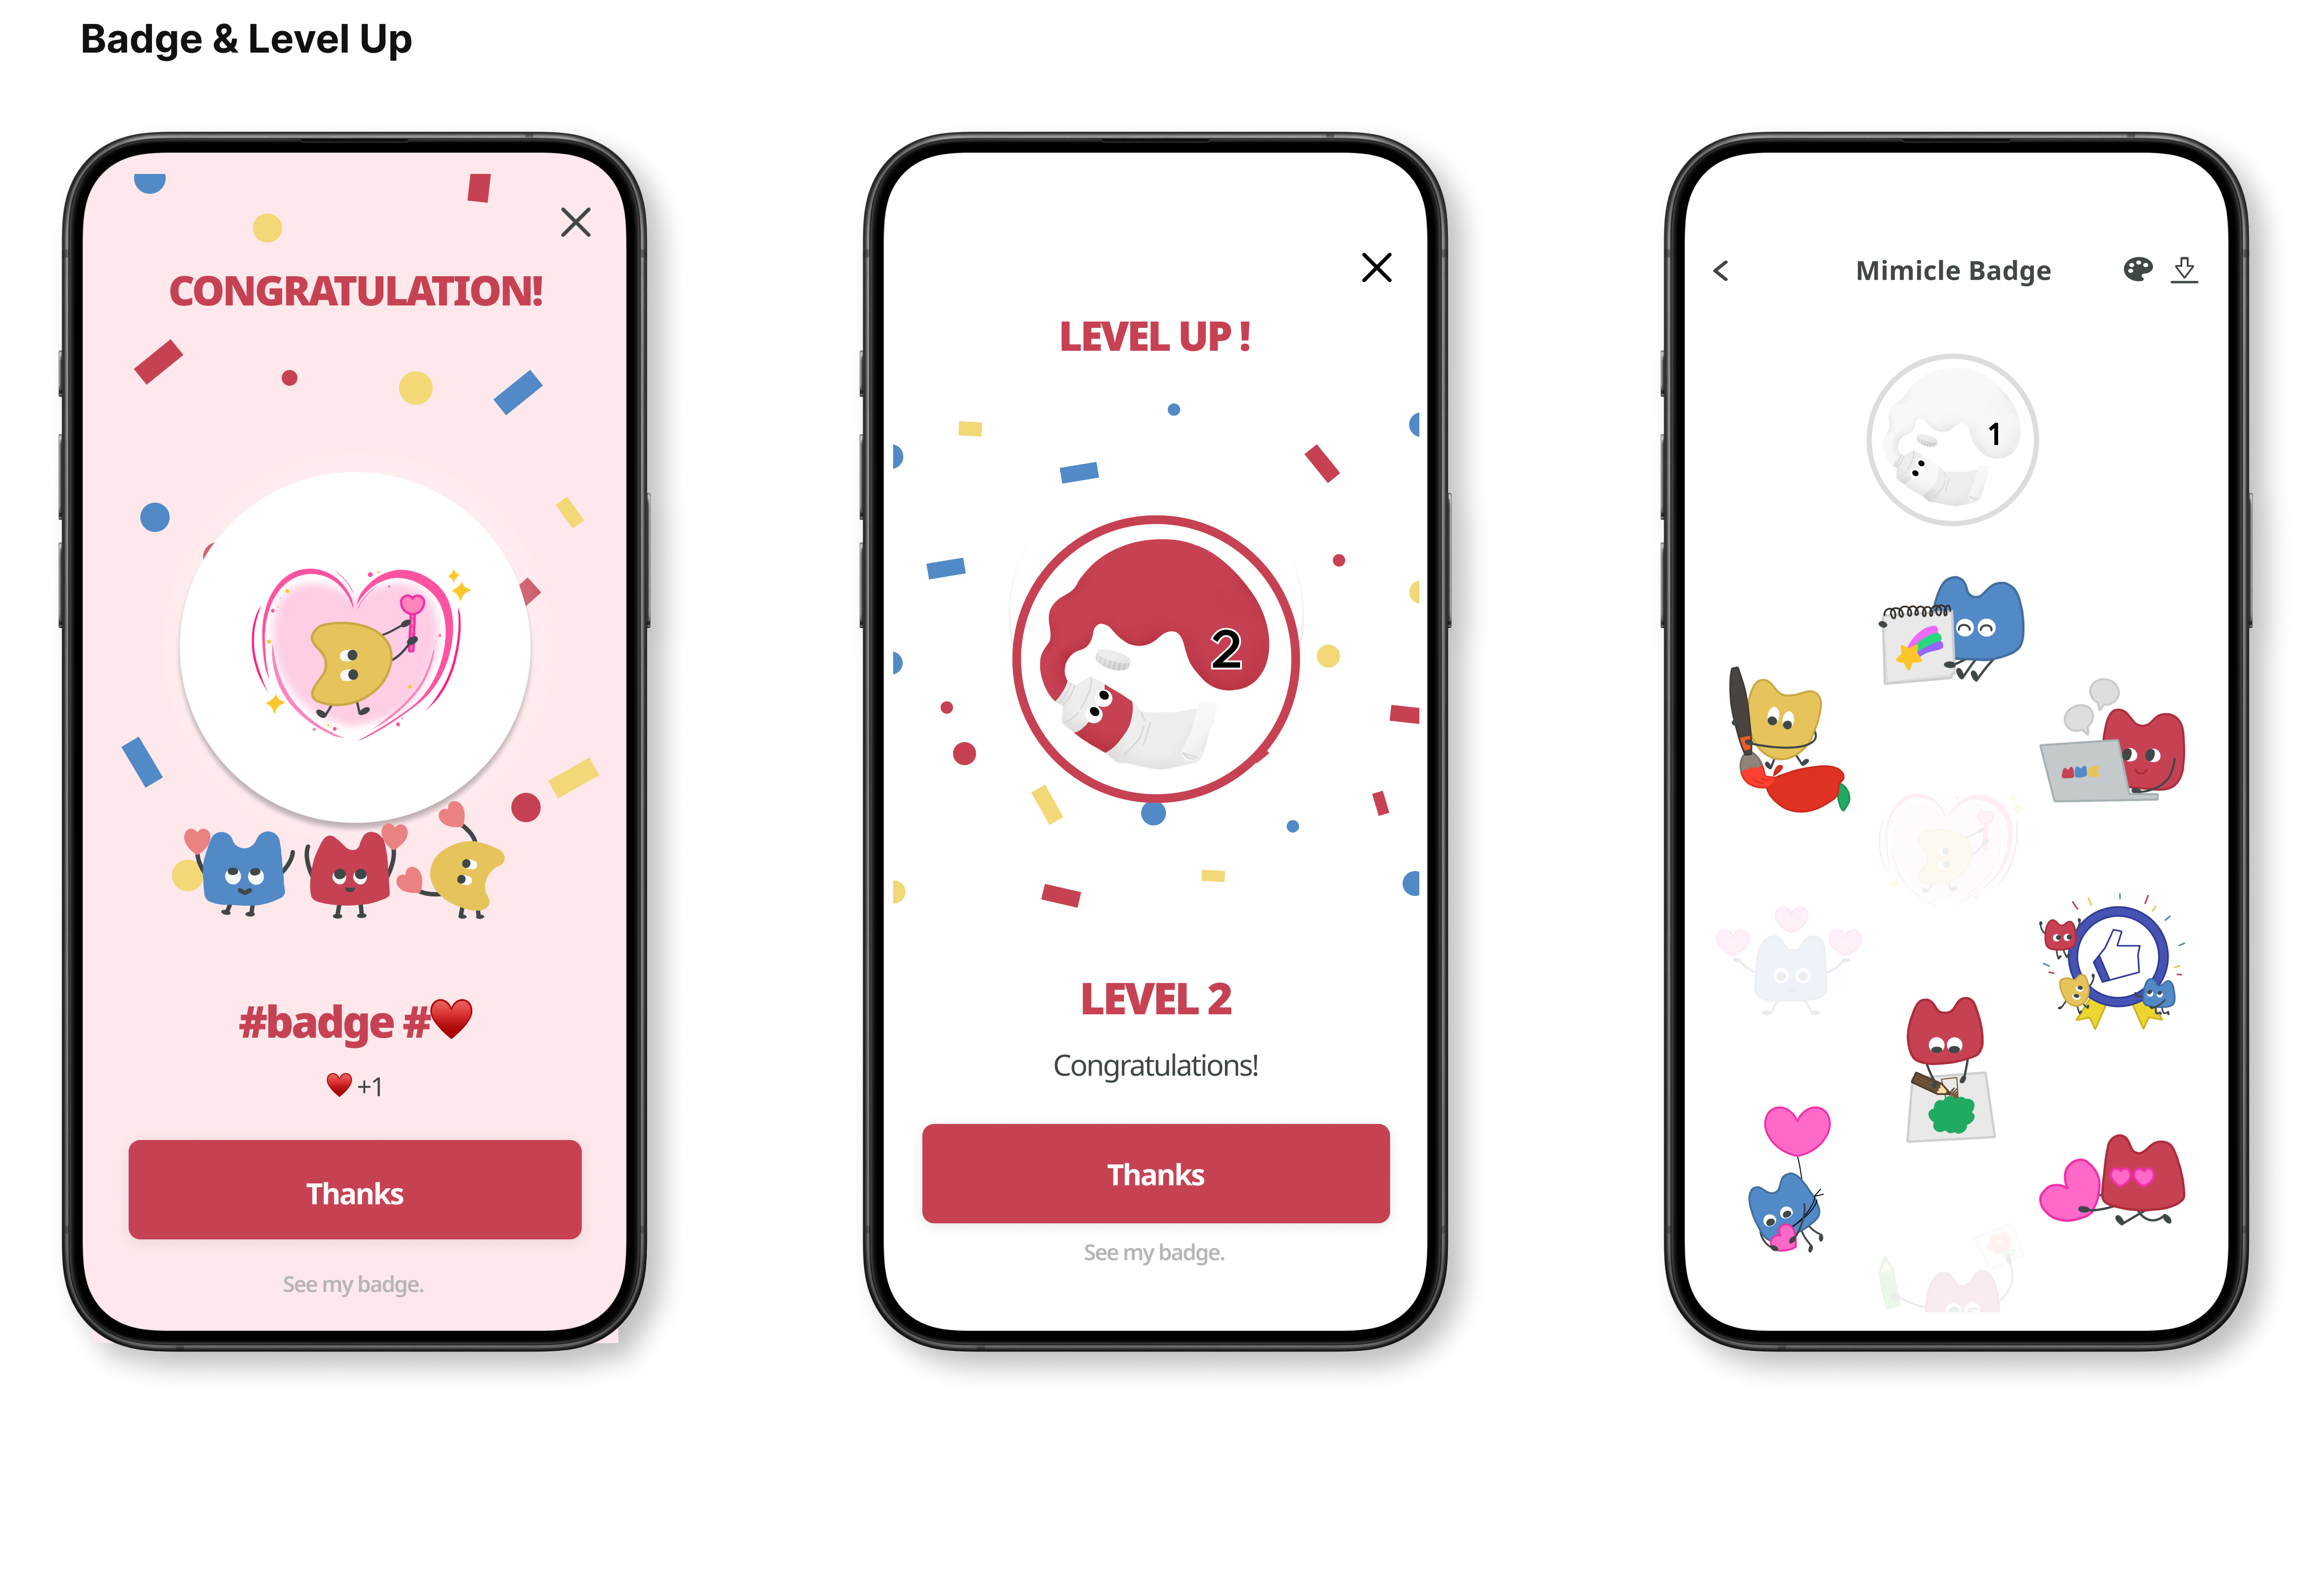 Badge & Level Up
CONGRATULATION!
#badge #❤️
❤️ +1
Thanks
See my badge.
LEVEL UP !
2
LEVEL 2
Congratulations!
Thanks
See my badge.
Mimicle Badge
1